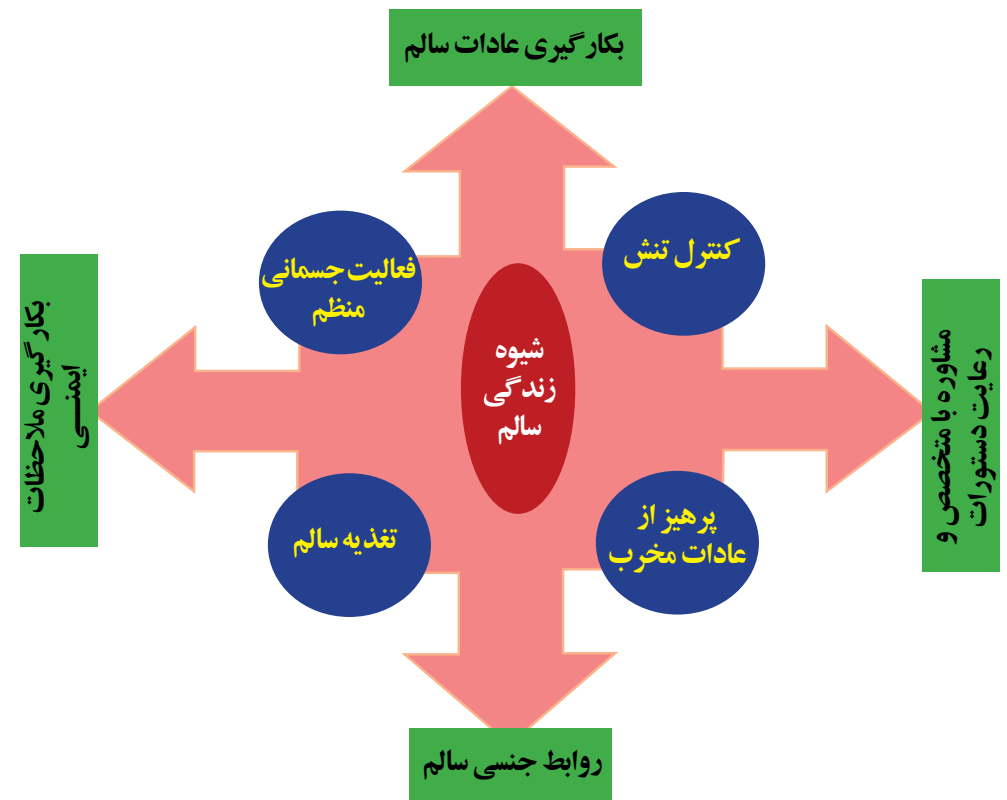 بکارگیری عادات سالم
کنترل تنش
فعالیت جسمانی
منظم
شیوه
زندگی
سالم
مشاوره با متخصص و
رعایت دستورات
بکارگیری ملاحظات
ایمنــی
پرهیز از
عادات مخرب
تغذیه سالم
روابط جنسی سالم